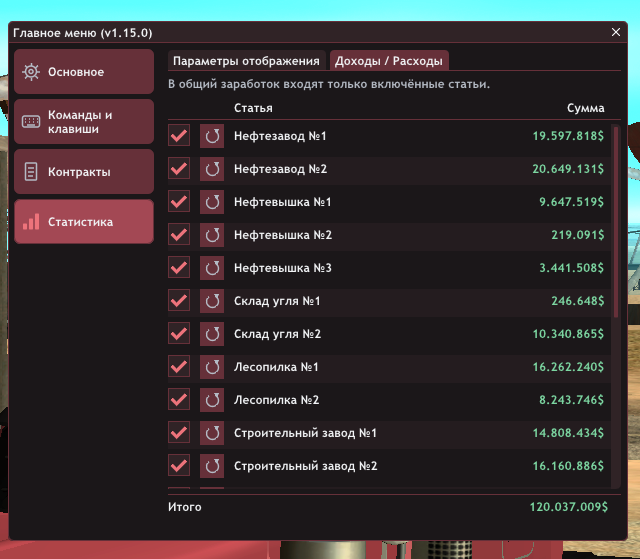 Главное меню (v1.15.0)
Основное
Команды и
клавиши
Контракты
Статистика
Параметры отображения Доходы / Расходы
В общий заработок входят только включённые статьи.
Статья Сумма
Нефтезавод №1 19.597.818$
Нефтезавод №2 20.649.131$
Нефтевышка №1 9.647.519$
Нефтевышка №2 219.091$
Нефтевышка №3 3.441.508$
Склад угля №1 246.648$
Склад угля №2 10.340.865$
Лесопилка №1 16.262.240$
Лесопилка №2 8.243.746$
Строительный завод №1 14.808.434$
Строительный завод №2 16.160.886$
Итого 120.037.009$